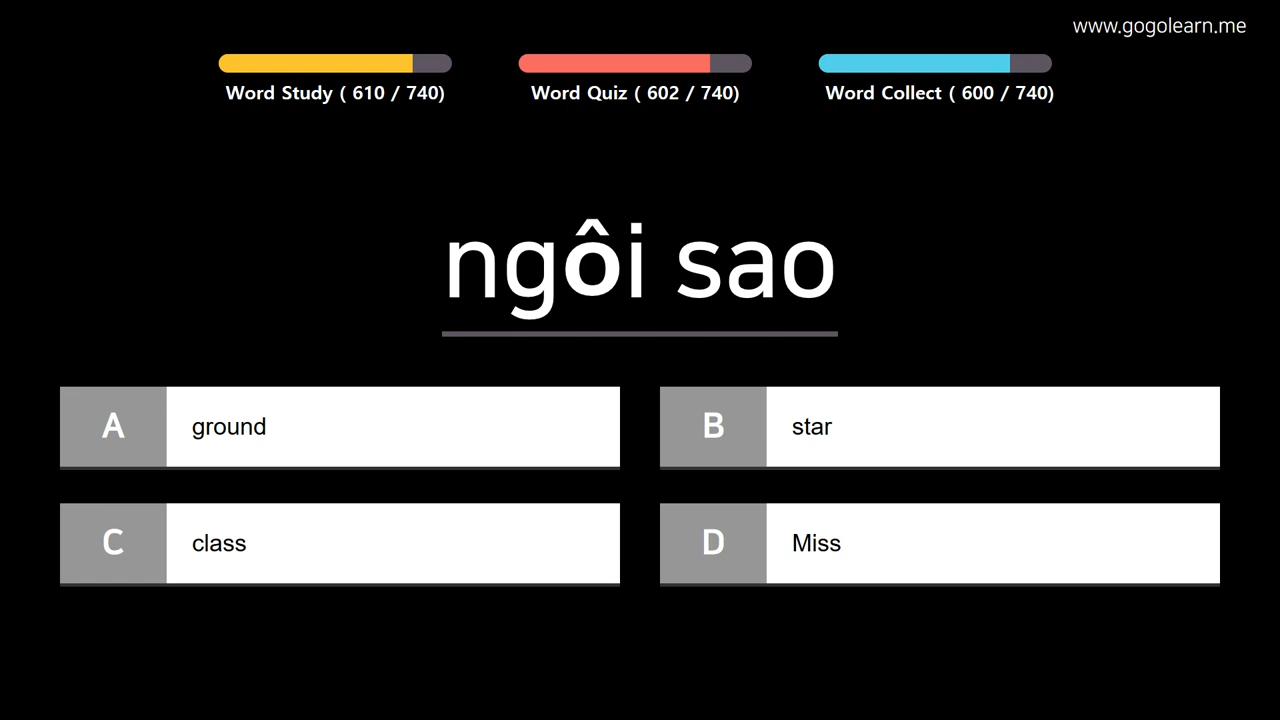 www.gogolearn.me
Word Study ( 610 / 740)
Word Quiz ( 602 / 740)
Word Collect ( 600 / 740)
ngôi sao
A ground
B star
C class
D Miss